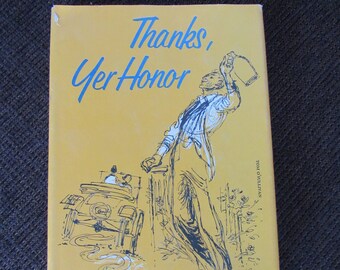 Thanks,
Yer Honor